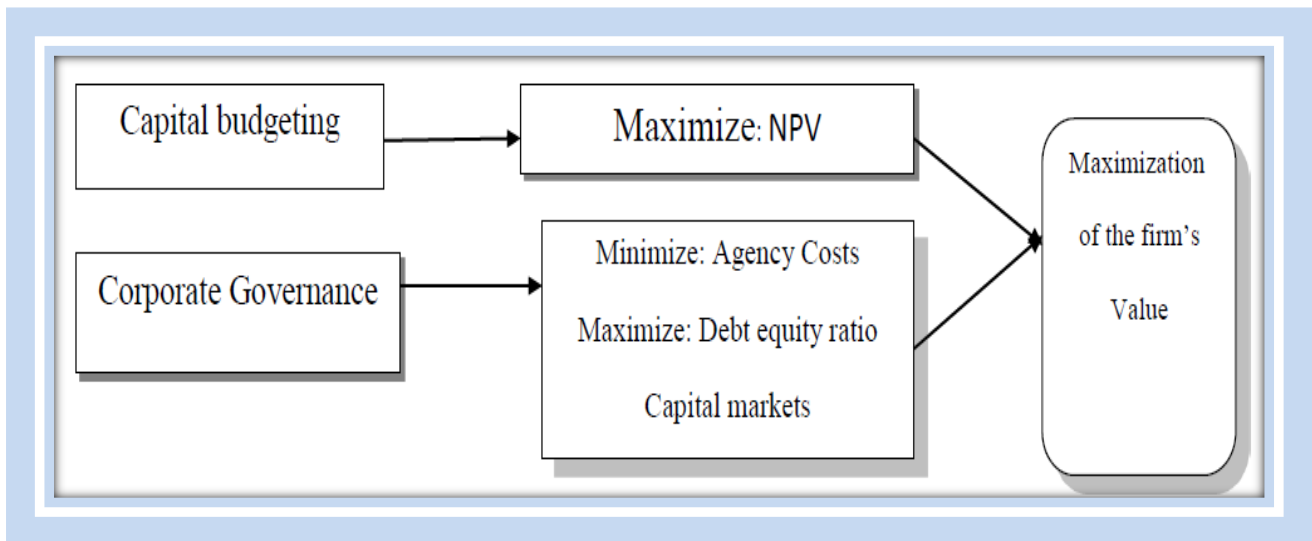 Capital budgeting
Maximize: NPV
Corporate Governance
Minimize: Agency Costs
Maximize: Debt equity ratio
Capital markets
Maximization
of the firm's
Value